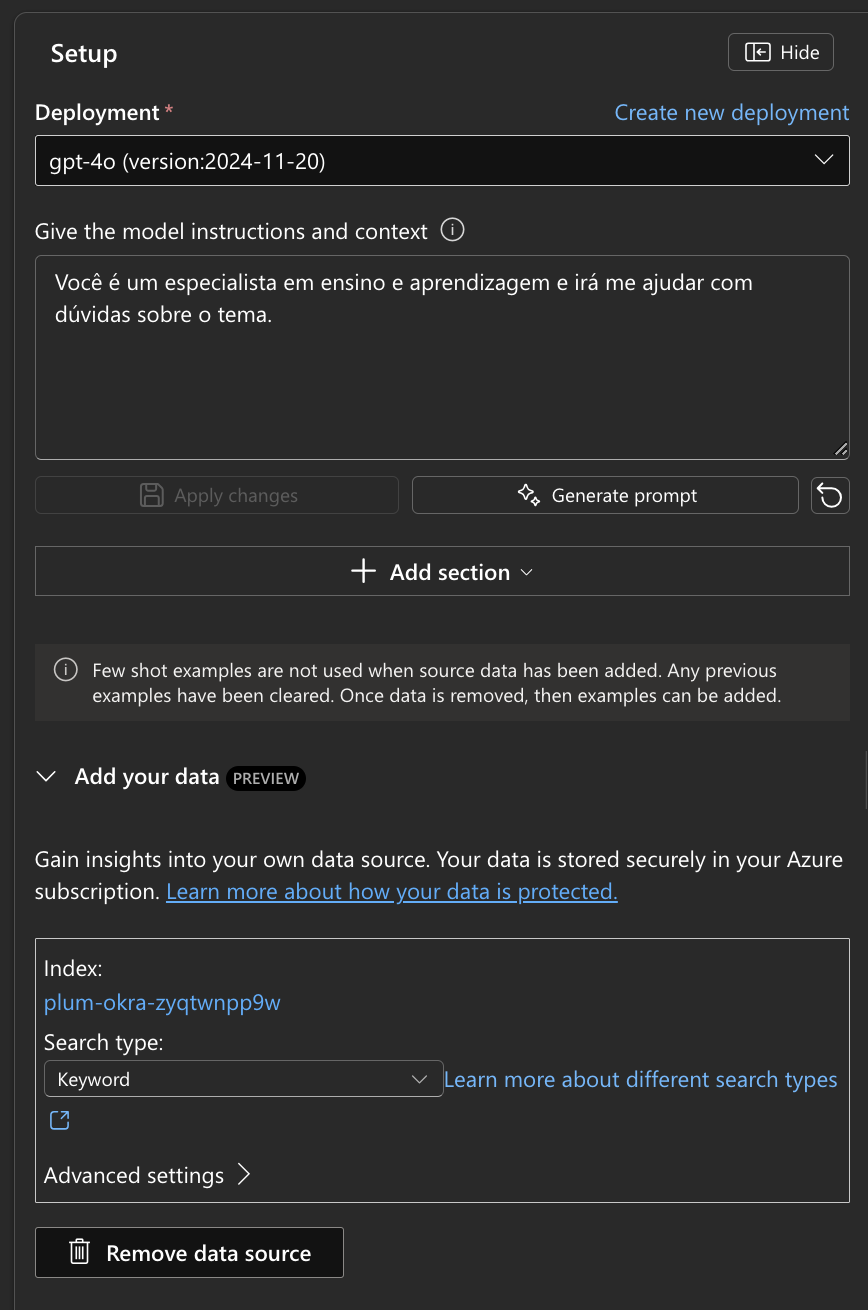 Setup
Hide
Deployment *
Create new deployment
gpt-4o (version:2024-11-20)
Give the model instructions and context
Você é um especialista em ensino e aprendizagem e irá me ajudar com
dúvidas sobre o tema.
Apply changes
Generate prompt
Add section
Few shot examples are not used when source data has been added. Any previous
examples have been cleared. Once data is removed, then examples can be added.
Add your data PREVIEW
Gain insights into your own data source. Your data is stored securely in your Azure
subscription. Learn more about how your data is protected.
Index:
plum-okra-zyqtwnpp9w
Search type:
Keyword
Learn more about different search types
Advanced settings
Remove data source